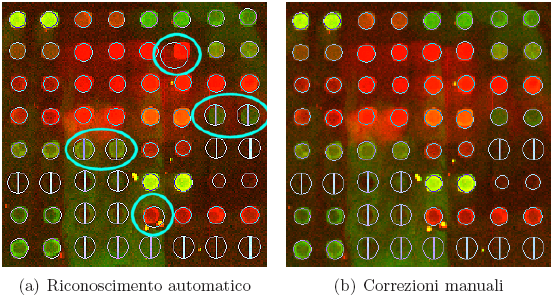 (a) Riconoscimento automatico
(b) Correzioni manuali